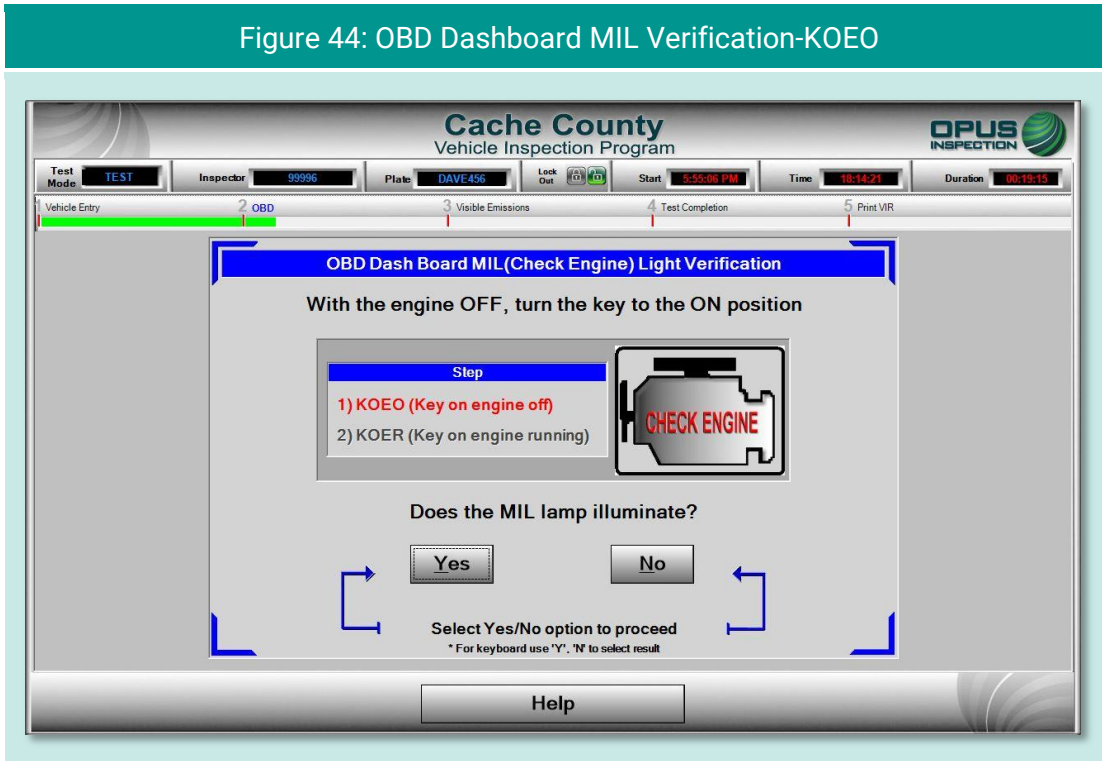 Figure 44: OBD Dashboard MIL Verification-KOEO
Cache County
Vehicle Inspection Program
OPUS
INSPECTION
Test Mode TEST Inspector 99996 Plate DAVE456 Lock Out Start 5:55:06 PM Time 18:14:21 Duration 00:19:15
1 Vehicle Entry 2 OBD 3 Visible Emissions 4 Test Completion 5 Print VIR
OBD Dash Board MIL(Check Engine) Light Verification
With the engine OFF, turn the key to the ON position
Step
1) KOEO (Key on engine off)
2) KOER (Key on engine running)
CHECK ENGINE
Does the MIL lamp illuminate?
Yes No
Select Yes/No option to proceed
* For keyboard use 'Y', 'N' to select result
Help